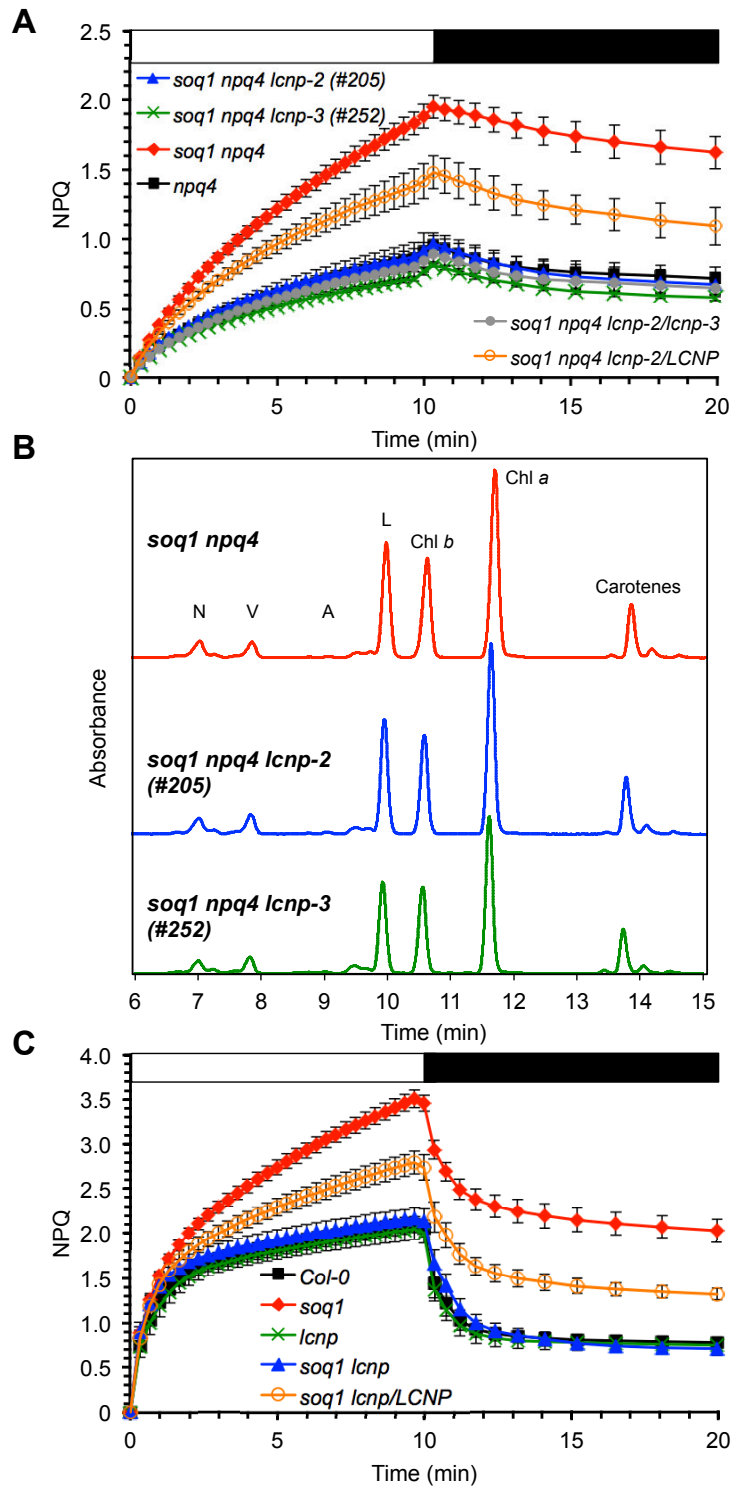 A
2.5
2.0
1.5
1.0
0.5
0
NPQ
soq1 npq4 lcnp-2 (#205)
soq1 npq4 lcnp-3 (#252)
soq1 npq4
npq4
soq1 npq4 lcnp-2/lcnp-3
soq1 npq4 lcnp-2/LCNP
0 5 10 15 20
Time (min)
B
Absorbance
soq1 npq4
N V A L Chl b Chl a Carotenes
soq1 npq4 lcnp-2
(#205)
soq1 npq4 lcnp-3
(#252)
6 7 8 9 10 11 12 13 14 15
Time (min)
C
4.0
3.5
3.0
2.5
2.0
1.5
1.0
0.5
0
NPQ
Col-0
soq1
lcnp
soq1 lcnp
soq1 lcnp/LCNP
0 5 10 15 20
Time (min)